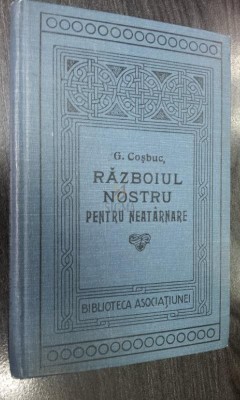 G. Coşbuc,
RĂZBOIUL
NOSTRU
PENTRU NEATÂRNARE
BIBLIOTECA ASOCIAŢIUNEI